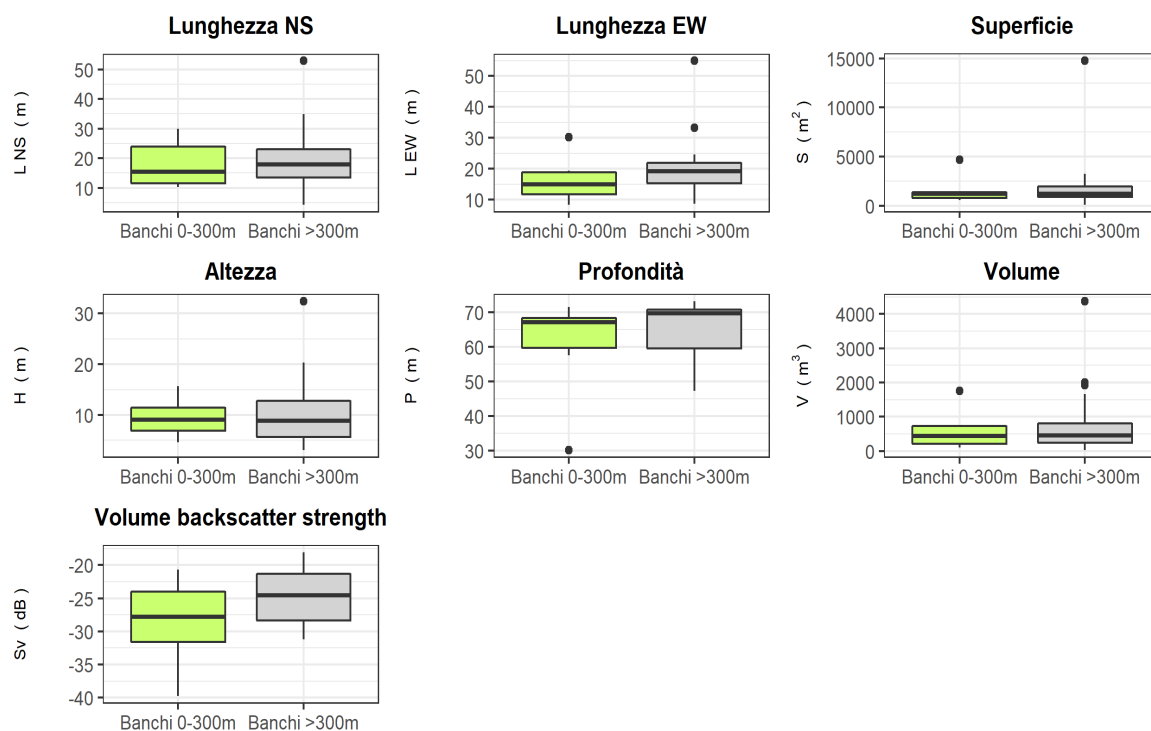 Lunghezza NS
L NS ( m )
50
40
30
20
10
Banchi 0-300m Banchi >300m
Lunghezza EW
L EW ( m )
50
40
30
20
10
Banchi 0-300m Banchi >300m
Superficie
S ( m² )
15000
10000
5000
0
Banchi 0-300m Banchi >300m
Altezza
H ( m )
30
20
10
Banchi 0-300m Banchi >300m
Profondità
P ( m )
70
60
50
40
30
Banchi 0-300m Banchi >300m
Volume
V ( m³ )
4000
3000
2000
1000
0
Banchi 0-300m Banchi >300m
Volume backscatter strength
Sv ( dB )
-20
-25
-30
-35
-40
Banchi 0-300m Banchi >300m